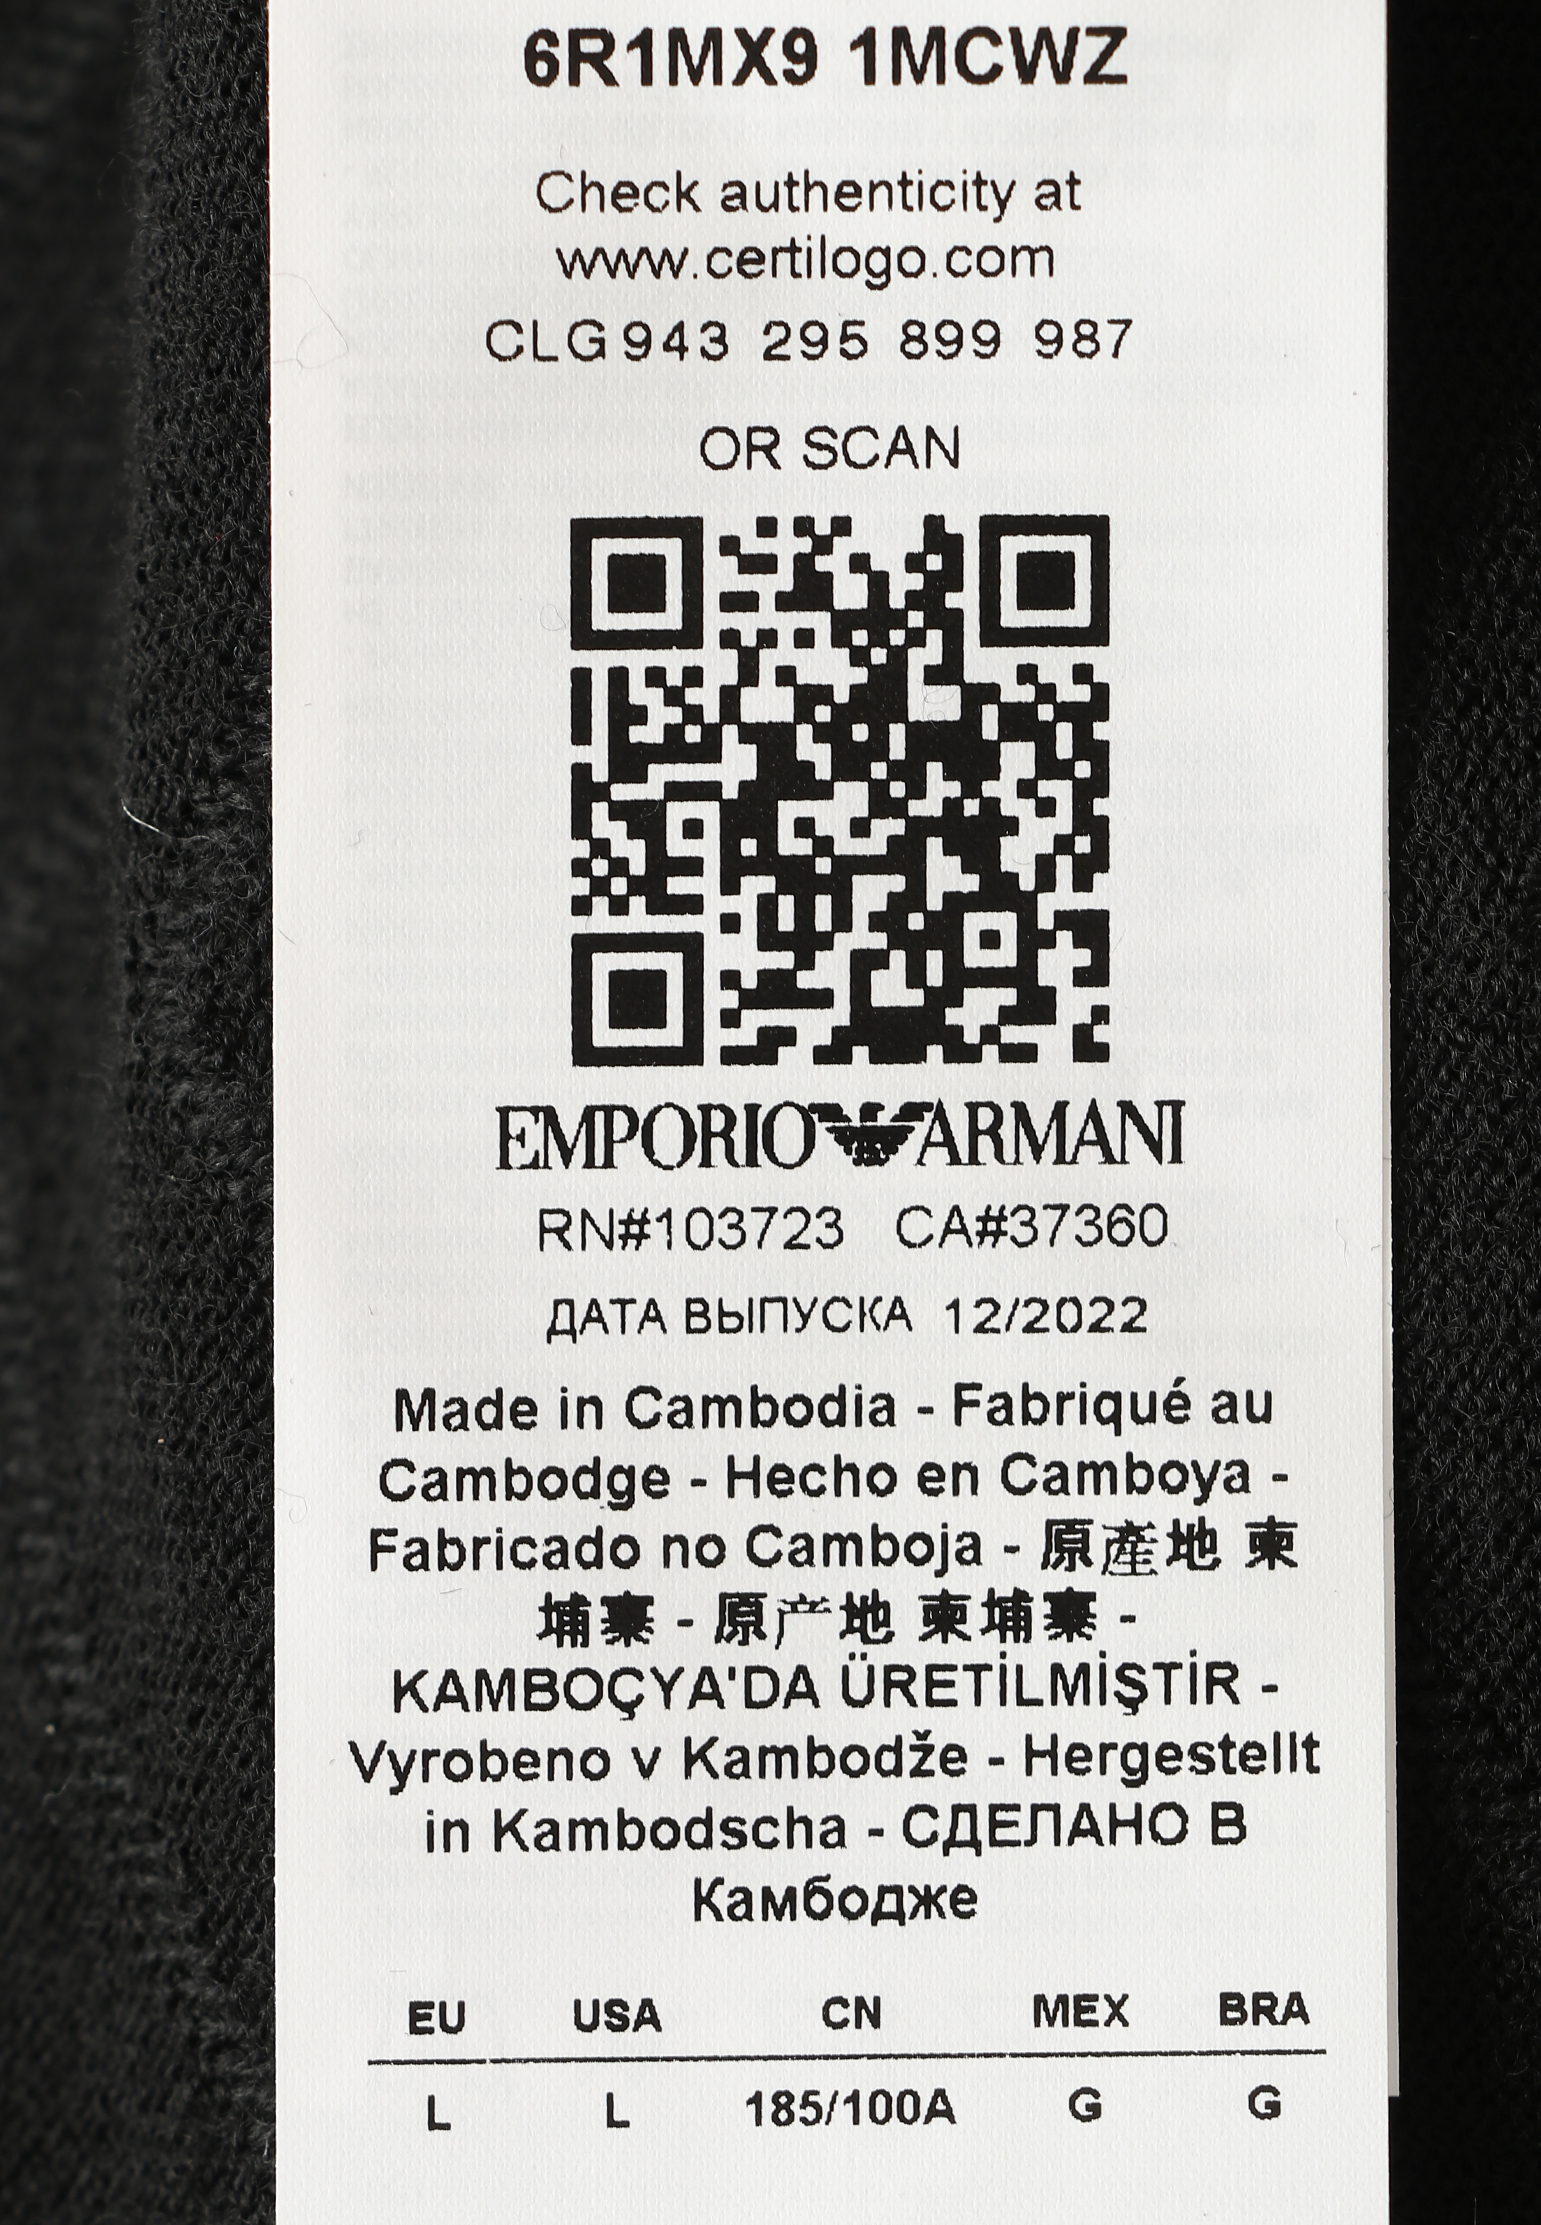 6R1MX9 1MCWZ
Check authenticity at
www.certilogo.com
CLG 943 295 899 987
OR SCAN
EMPORIO ARMANI
RN#103723 CA#37360
ДАТА ВЫПУСКА 12/2022
Made in Cambodia - Fabriqué au
Cambodge - Hecho en Camboya -
Fabricado no Camboja - 原產地 柬
埔寨 - 原产地 柬埔寨 -
KAMBOÇYA'DA ÜRETİLMİŞTİR -
Vyrobeno v Kambodže - Hergestellt
in Kambodscha - СДЕЛАНО В
Камбодже
EU USA CN MEX BRA
L L 185/100A G G